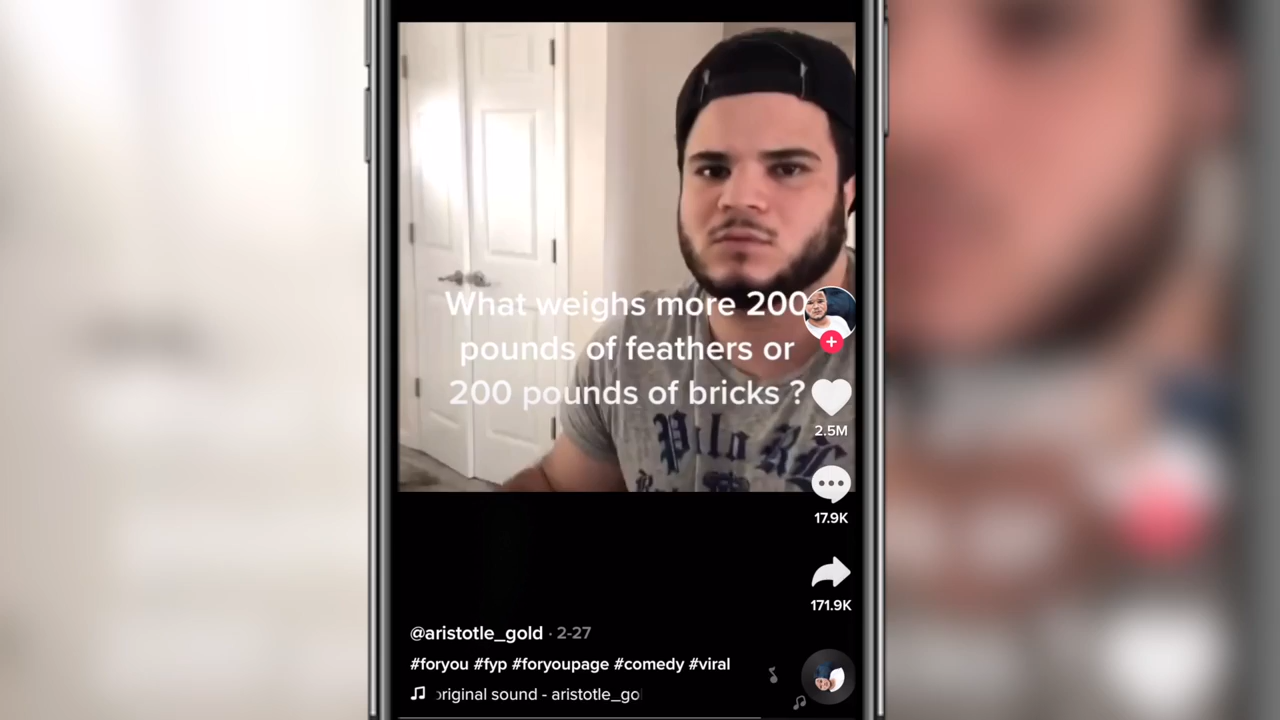 What weighs more 200
pounds of feathers or
200 pounds of bricks ?
2.5M
17.9K
171.9K
@aristotle_gold · 2-27
#foryou #fyp #foryoupage #comedy #viral
original sound - aristotle_go